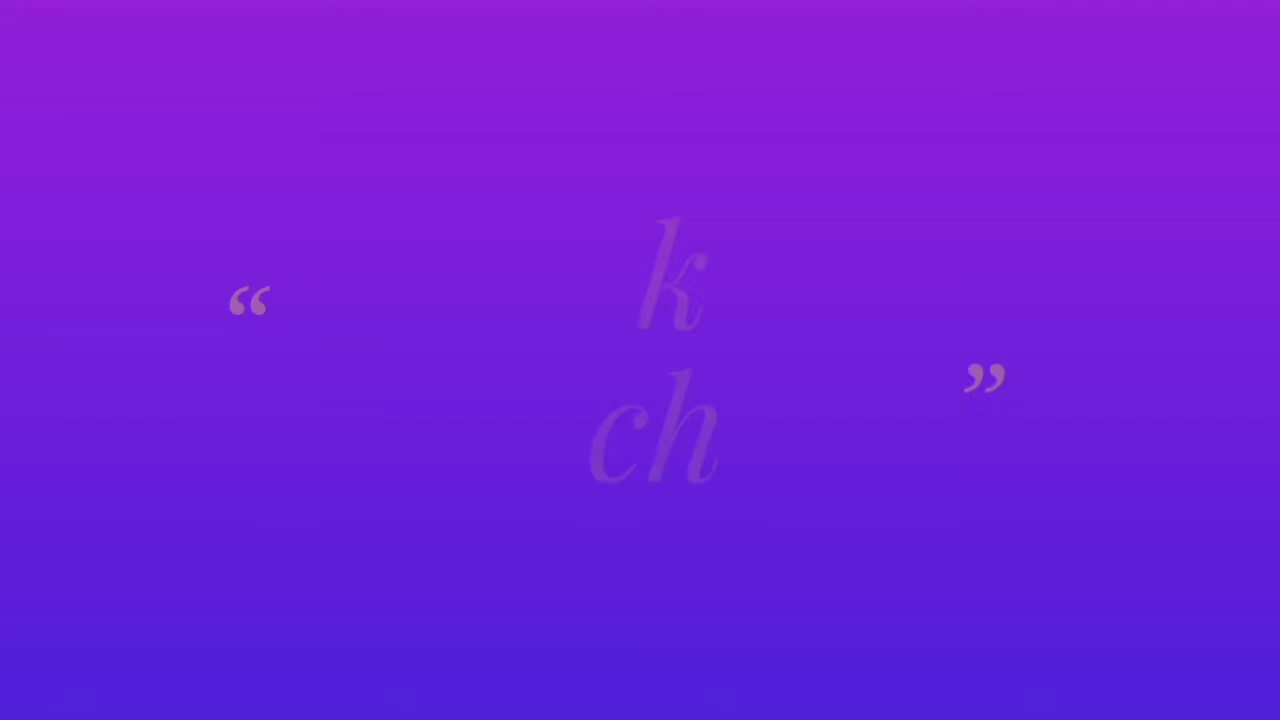 “ k
ch ”